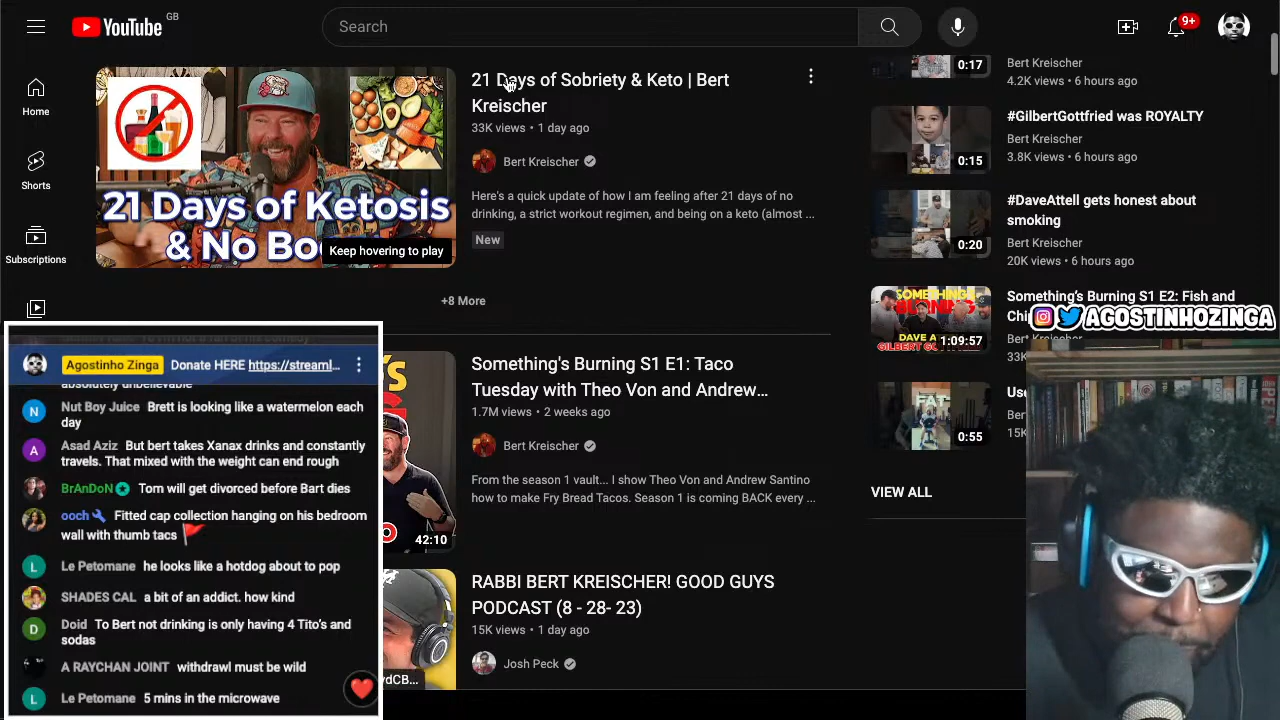 YouTube GB
Search
9+
Home
Shorts
Subscriptions
21 Days of Ketosis
& No Bo
Keep hovering to play
21 Days of Sobriety & Keto | Bert
Kreischer
33K views • 1 day ago
Bert Kreischer
Here's a quick update of how I am feeling after 21 days of no
drinking, a strict workout regimen, and being on a keto (almost ...
New
+8 More
42:10
Something's Burning S1 E1: Taco
Tuesday with Theo Von and Andrew...
1.7M views • 2 weeks ago
Bert Kreischer
From the season 1 vault... I show Theo Von and Andrew Santino
how to make Fry Bread Tacos. Season 1 is coming BACK every ...
RABBI BERT KREISCHER! GOOD GUYS
PODCAST (8 - 28- 23)
15K views • 1 day ago
Josh Peck
0:17
Bert Kreischer
4.2K views • 6 hours ago
0:15
#GilbertGottfried was ROYALTY
Bert Kreischer
3.8K views • 6 hours ago
0:20
#DaveAttell gets honest about
smoking
Bert Kreischer
20K views • 6 hours ago
SOMETHING'S
BURNING
DAVE A
GILBERT GOTTFRIED
1:09:57
Something's Burning S1 E2: Fish and
Chi
Ber
33K
0:55
Use
Ber
15K
VIEW ALL
AGOSTINHOZINGA
Agostinho Zinga Donate HERE https://streaml...
absolutely unbelievable
Nut Boy Juice Brett is looking like a watermelon each
day
Asad Aziz But bert takes Xanax drinks and constantly
travels. That mixed with the weight can end rough
BrAnDoN Tom will get divorced before Bart dies
ooch Fitted cap collection hanging on his bedroom
wall with thumb tacs
Le Petomane he looks like a hotdog about to pop
SHADES CAL a bit of an addict. how kind
Doid To Bert not drinking is only having 4 Tito's and
sodas
A RAYCHAN JOINT withdrawl must be wild
Le Petomane 5 mins in the microwave